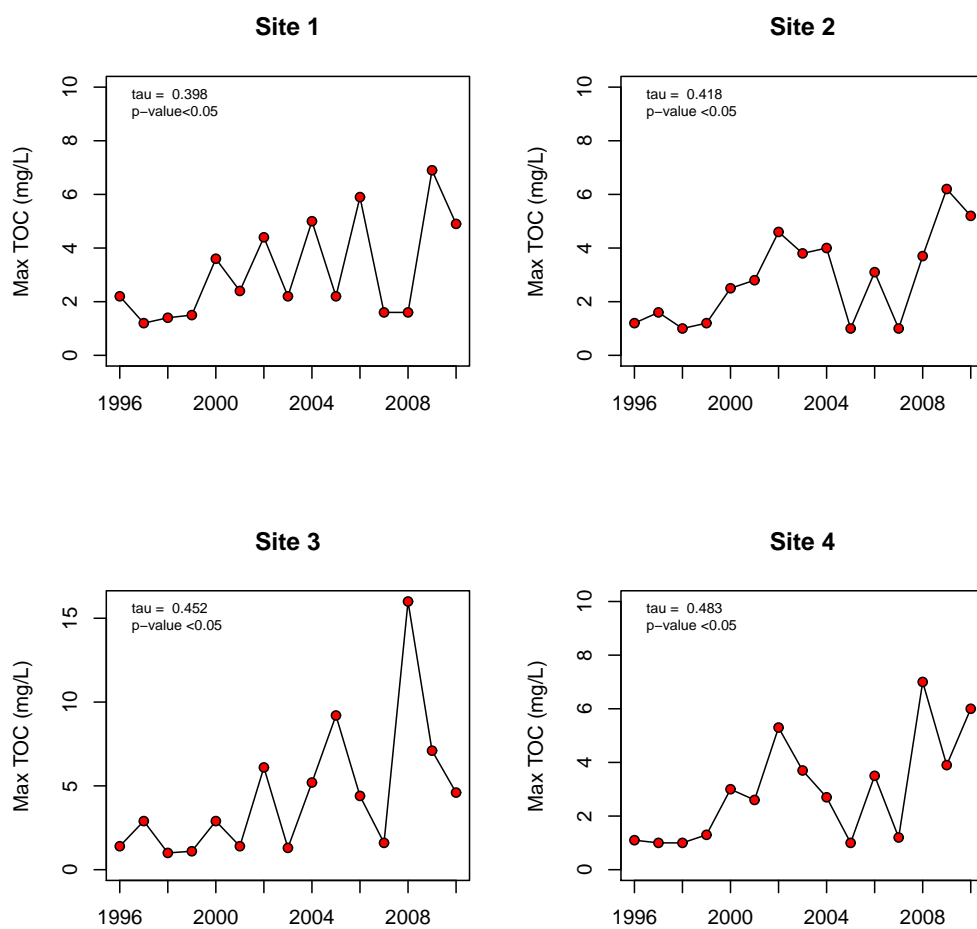 Site 1
tau = 0.398
p−value<0.05
Max TOC (mg/L)
10
8
6
4
2
0
1996 2000 2004 2008
Site 2
tau = 0.418
p−value <0.05
Max TOC (mg/L)
10
8
6
4
2
0
1996 2000 2004 2008
Site 3
tau = 0.452
p−value <0.05
Max TOC (mg/L)
15
10
5
0
1996 2000 2004 2008
Site 4
tau = 0.483
p−value <0.05
Max TOC (mg/L)
10
8
6
4
2
0
1996 2000 2004 2008